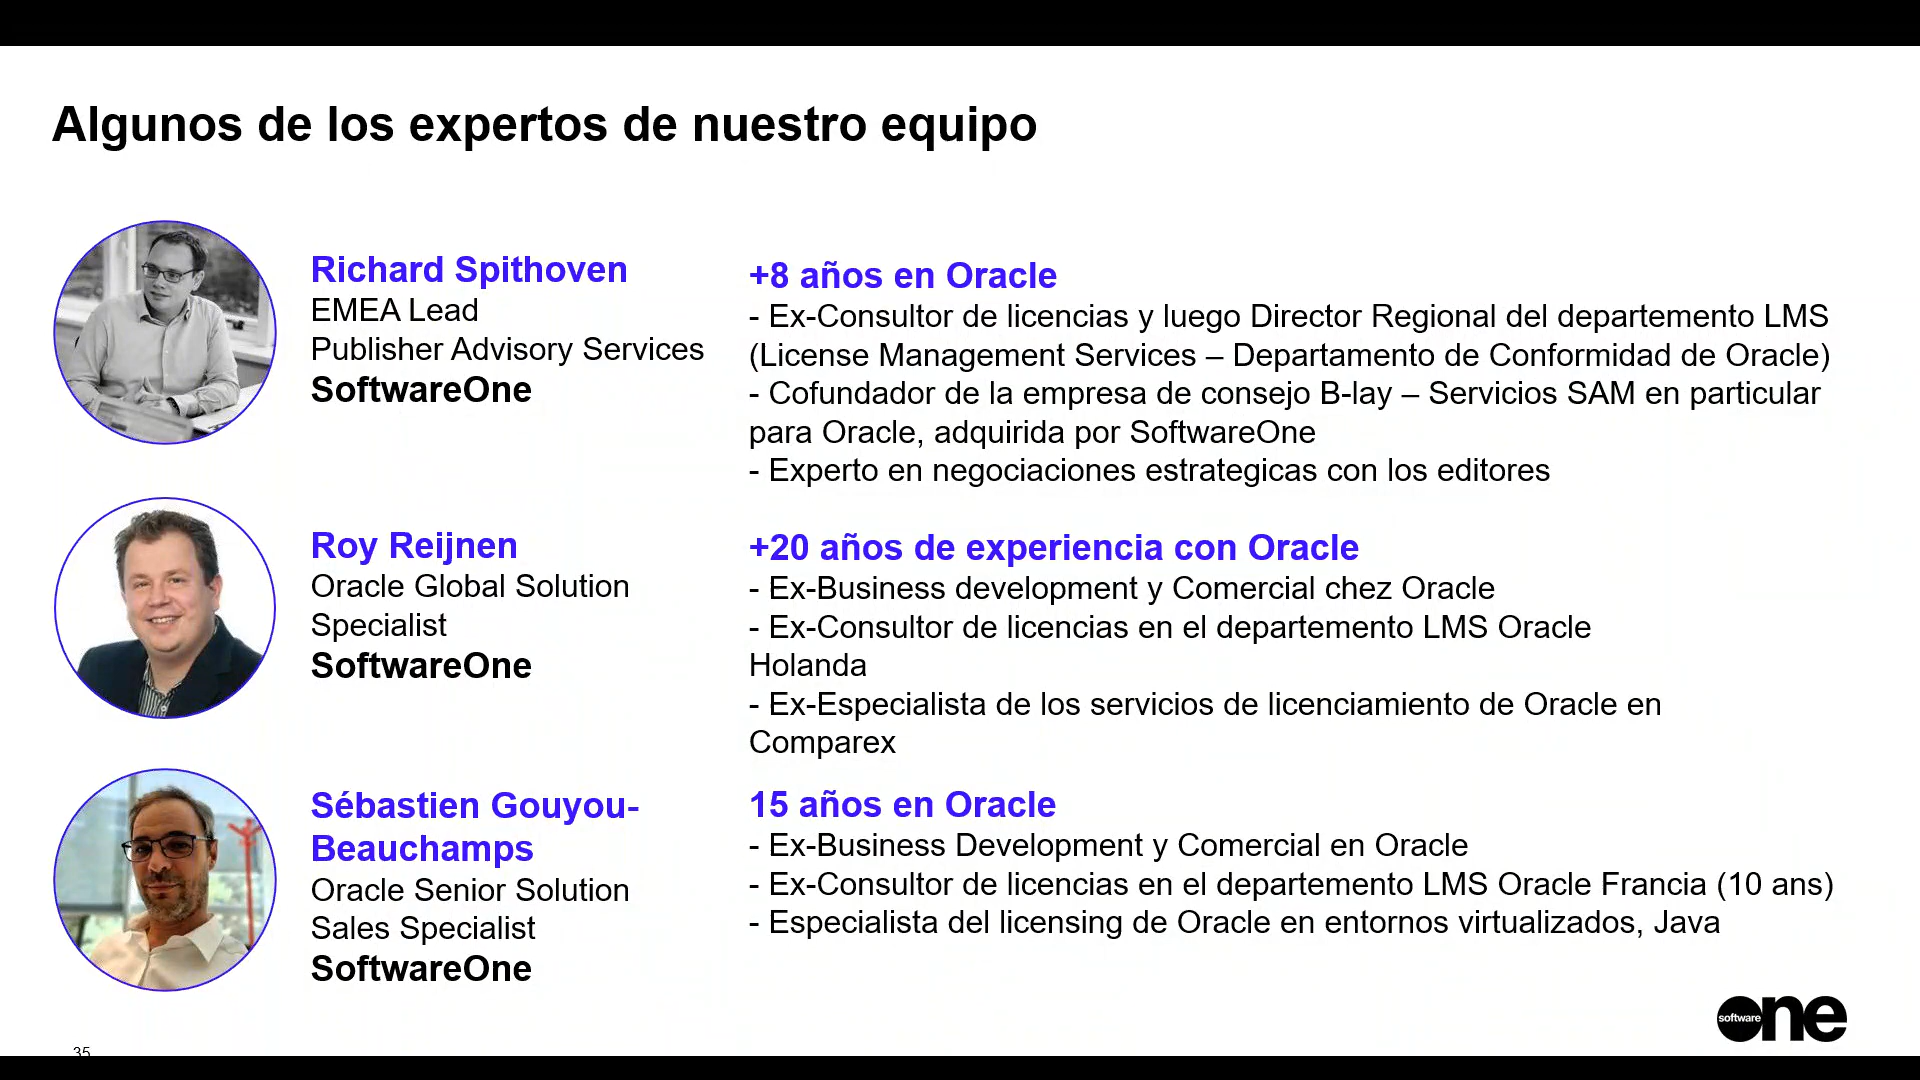 Algunos de los expertos de nuestro equipo
Richard Spithoven
EMEA Lead
Publisher Advisory Services
SoftwareOne
+8 años en Oracle
- Ex-Consultor de licencias y luego Director Regional del departemento LMS
(License Management Services – Departamento de Conformidad de Oracle)
- Cofundador de la empresa de consejo B-lay – Servicios SAM en particular
para Oracle, adquirida por SoftwareOne
- Experto en negociaciones estrategicas con los editores
Roy Reijnen
Oracle Global Solution
Specialist
SoftwareOne
+20 años de experiencia con Oracle
- Ex-Business development y Comercial chez Oracle
- Ex-Consultor de licencias en el departemento LMS Oracle
Holanda
- Ex-Especialista de los servicios de licenciamiento de Oracle en
Comparex
Sébastien Gouyou-
Beauchamps
Oracle Senior Solution
Sales Specialist
SoftwareOne
15 años en Oracle
- Ex-Business Development y Comercial en Oracle
- Ex-Consultor de licencias en el departemento LMS Oracle Francia (10 ans)
- Especialista del licensing de Oracle en entornos virtualizados, Java
software one
35